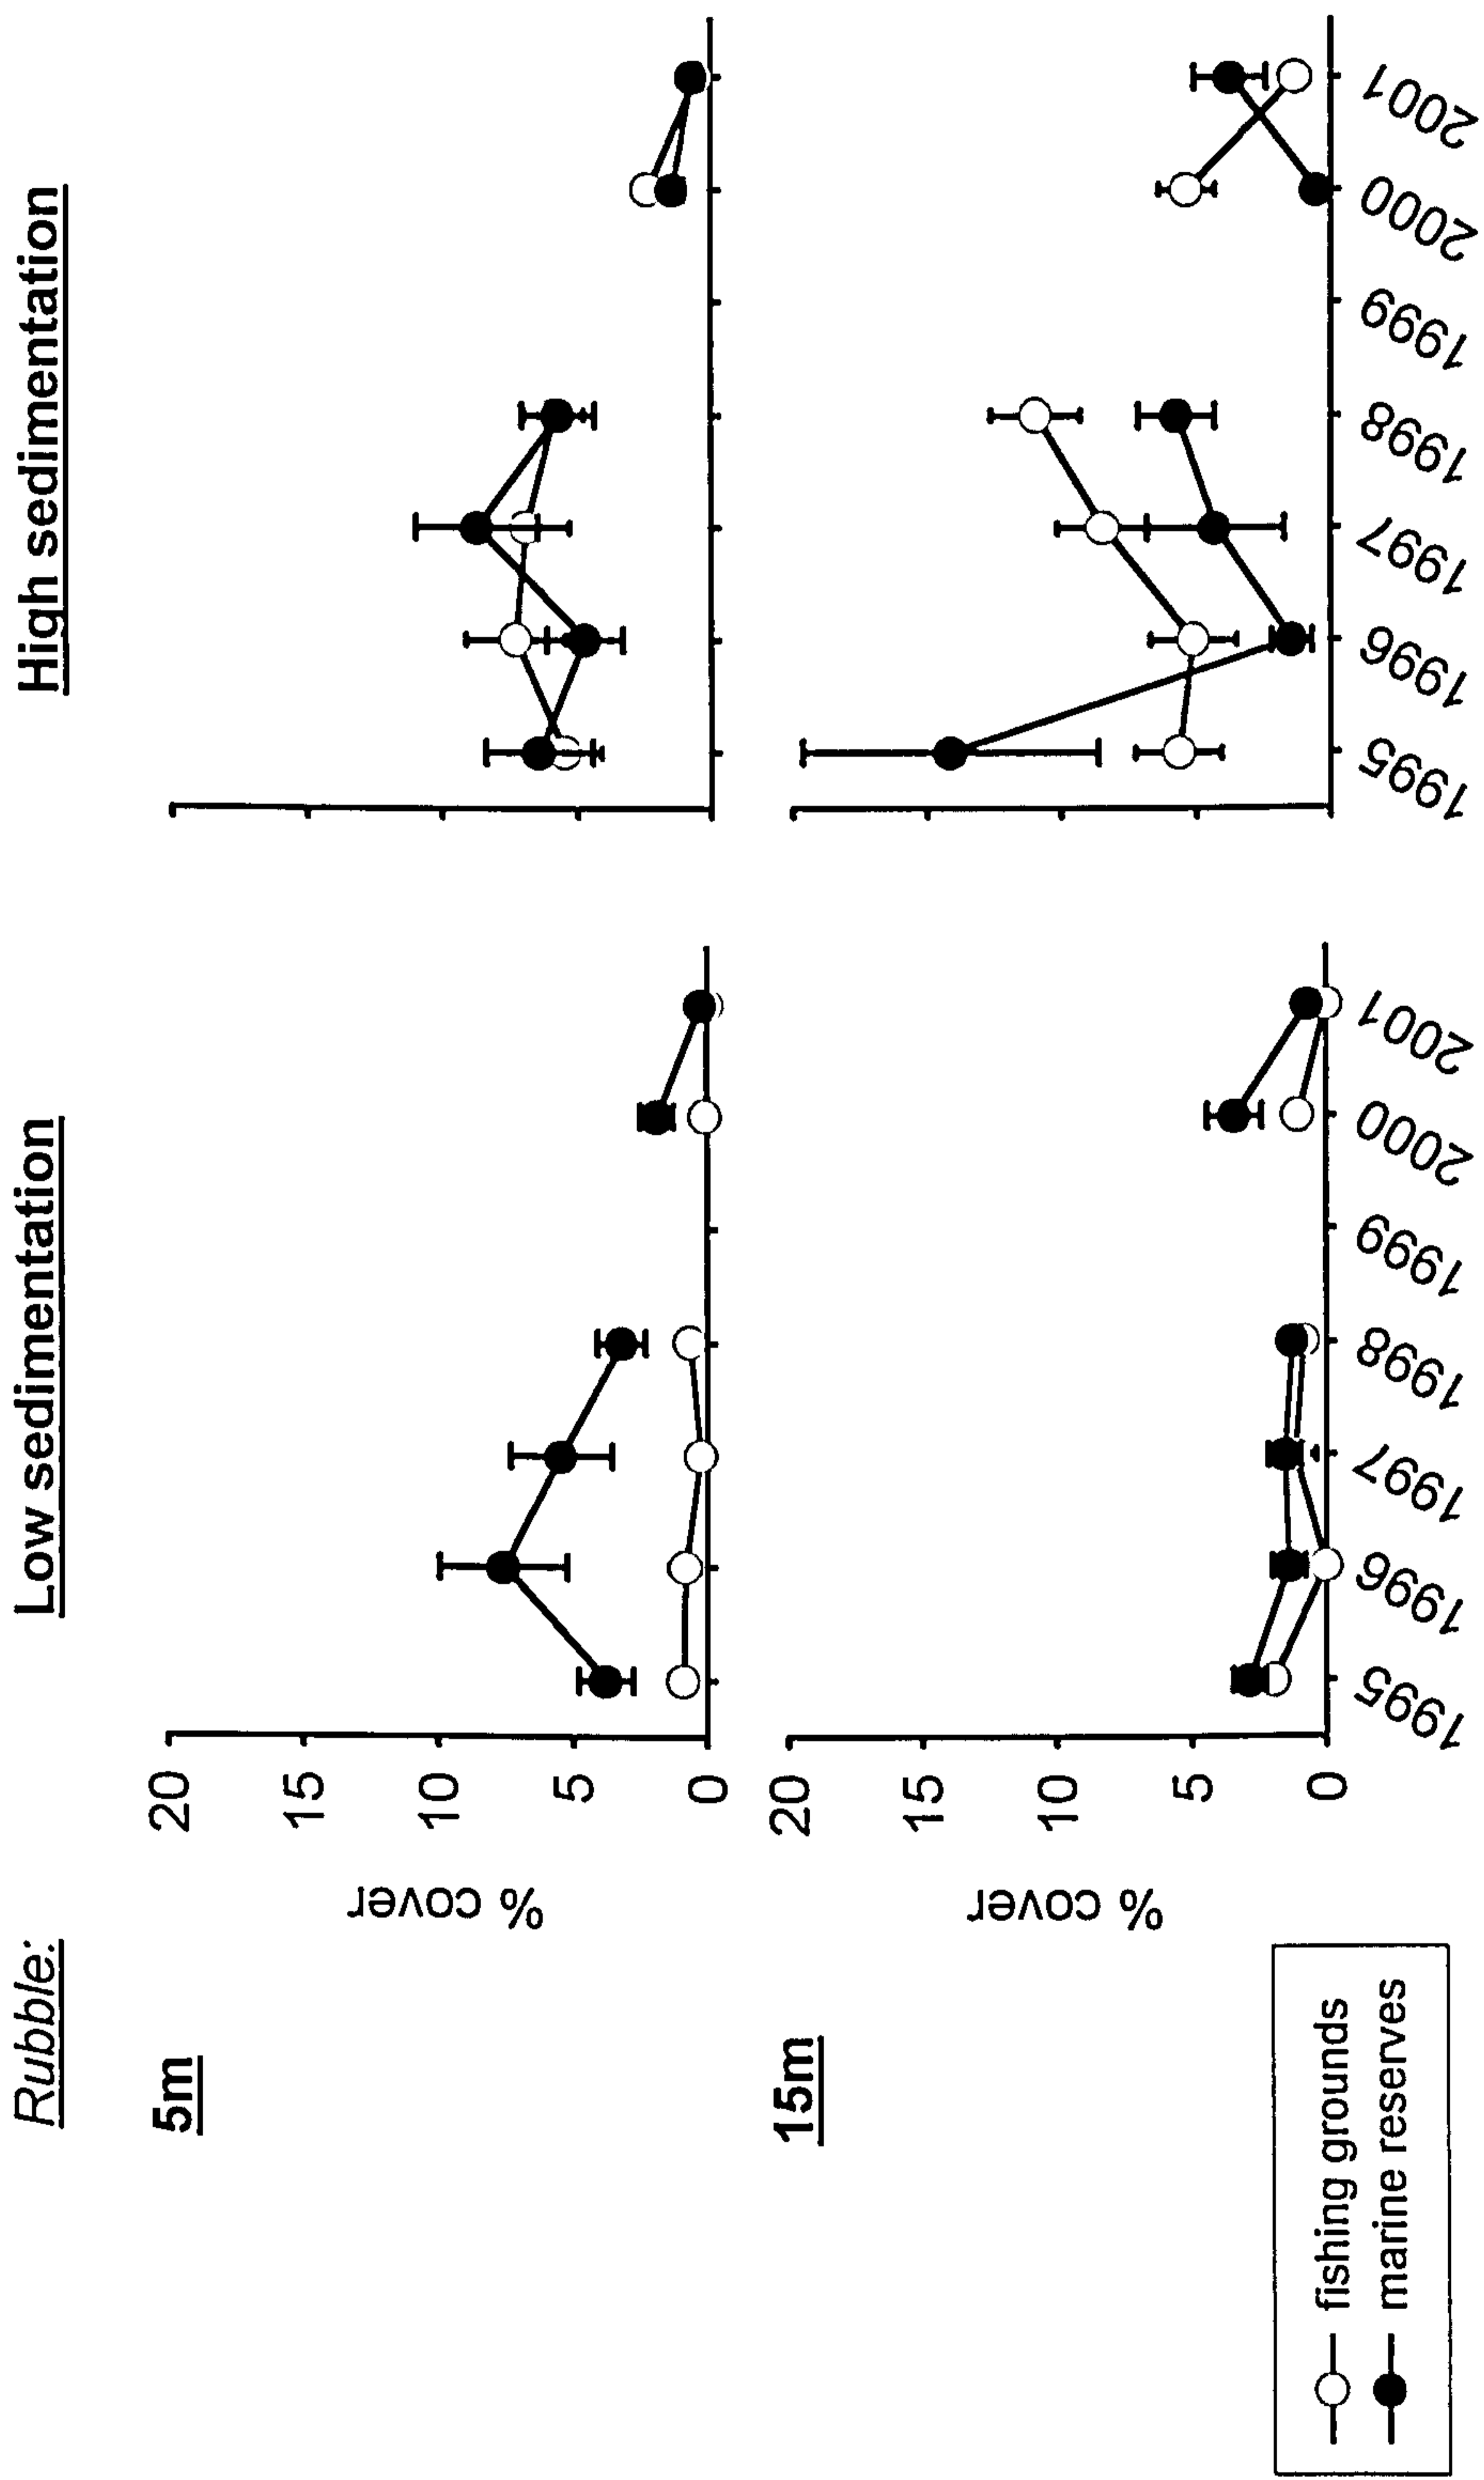 Rubble:
Low sedimentation
High sedimentation
5m
% cover
20
15
10
5
0
15m
% cover
20
15
10
5
0
1995
1996
1997
1998
1999
2000
2001
1995
1996
1997
1998
1999
2000
2001
fishing grounds
marine reserves